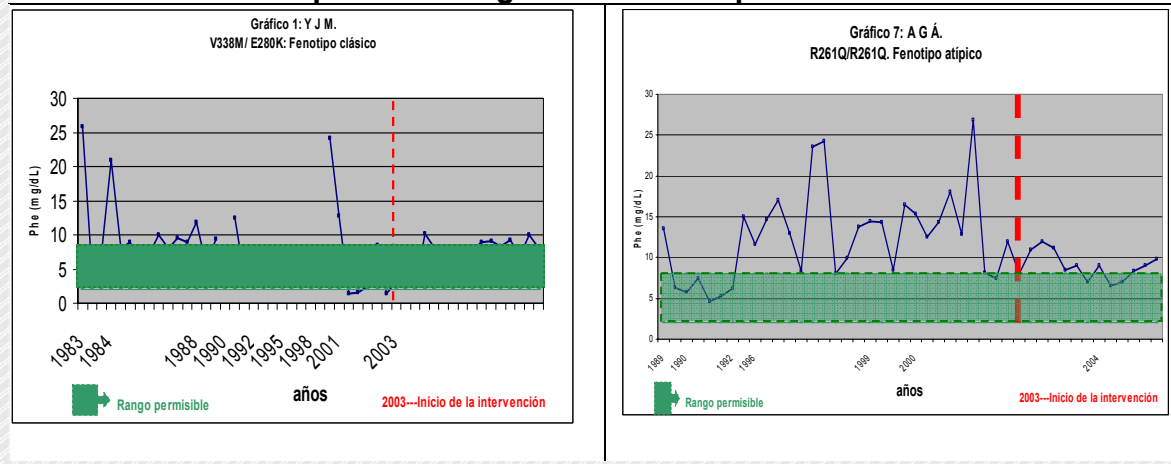 Gráfico 1: Y J M.
V338M/ E280K: Fenotipo clásico
30
25
20
15
10
5
0
Phe (mg/dL)
1983
1984
1988
1990
1992
1995
1998
2001
2003
años
Rango permisible
2003---Inicio de la intervención
Gráfico 7: A G Á.
R261Q/R261Q. Fenotipo atípico
30
25
20
15
10
5
0
Phe (mg/dL)
1989
1990
1992
1996
1999
2000
2004
años
Rango permisible
2003---Inicio de la intervención